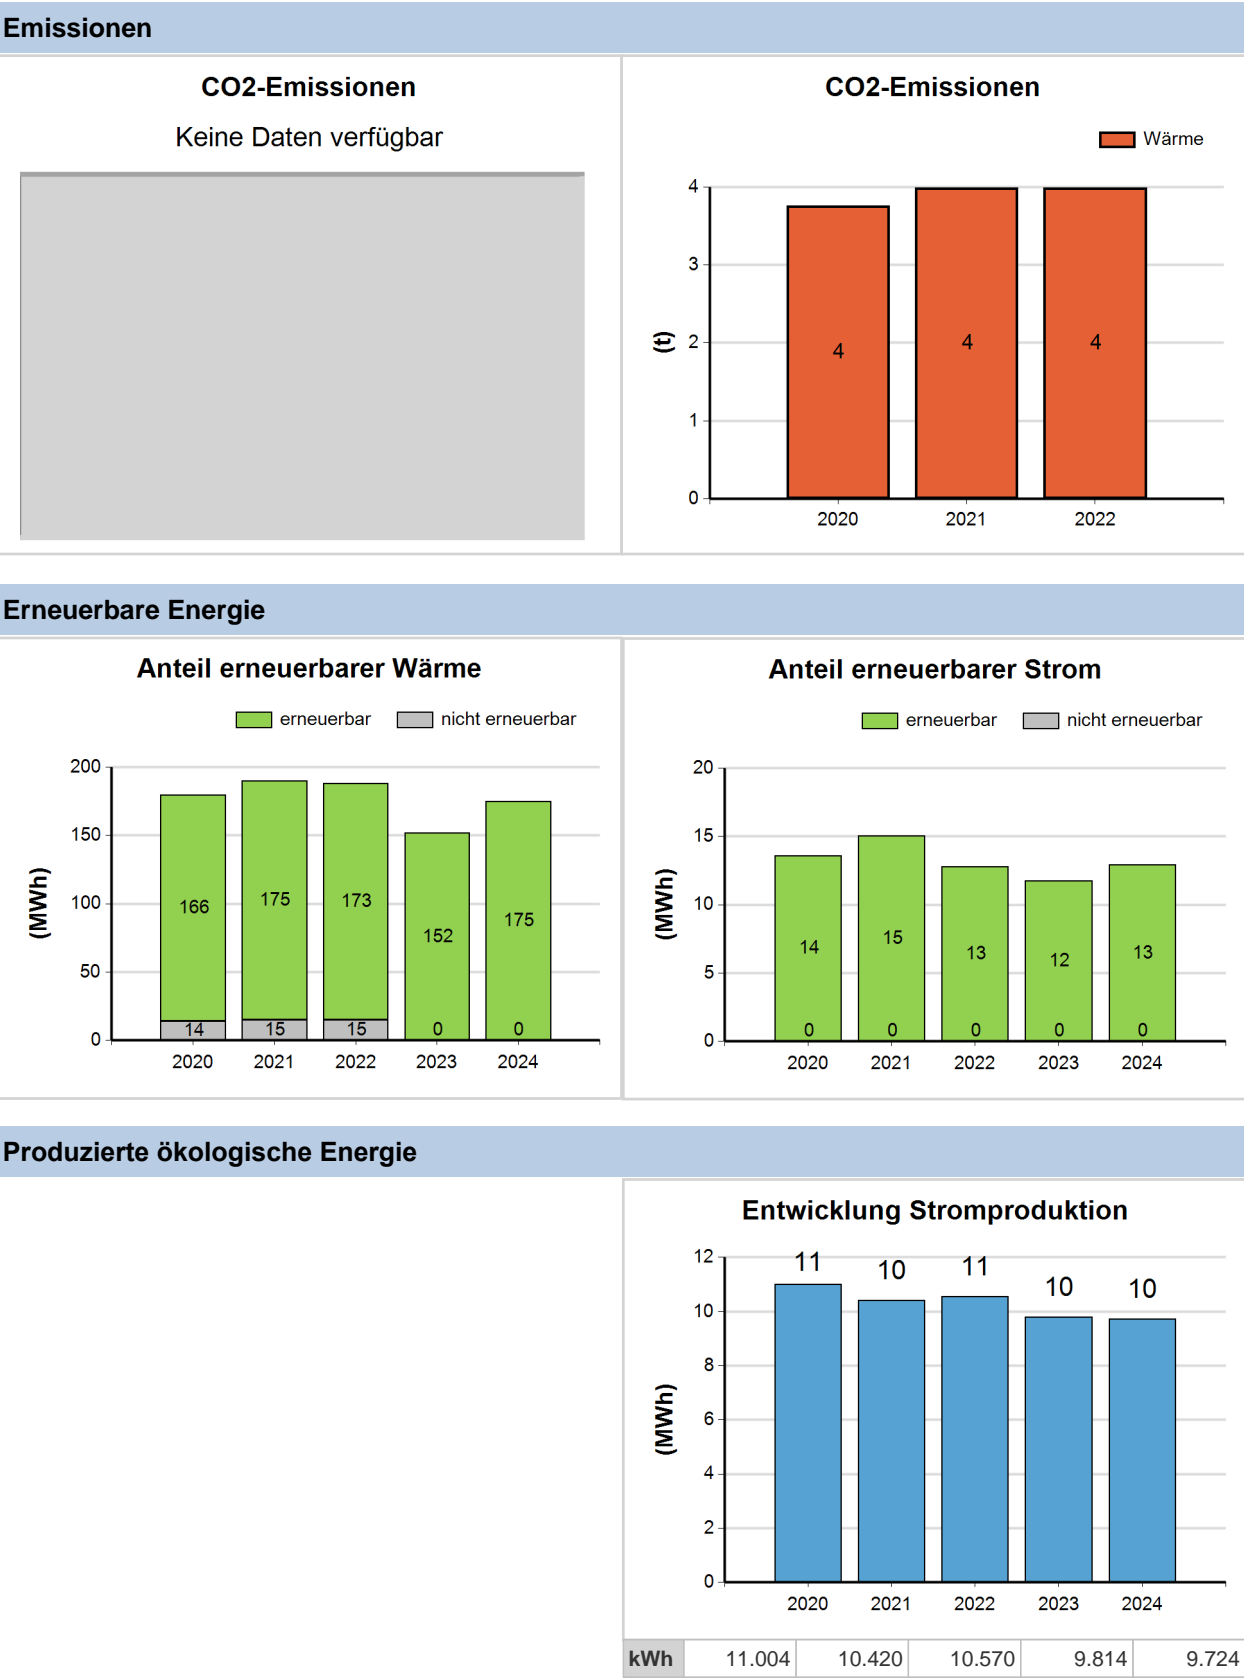 Emissionen
CO2-Emissionen
Keine Daten verfügbar
CO2-Emissionen
Wärme
4
3
(t) 2
1
0
4 4 4
2020 2021 2022
Erneuerbare Energie
Anteil erneuerbarer Wärme
erneuerbar nicht erneuerbar
200
150
(MWh) 100
50
0
166 175 173 152 175
14 15 15 0 0
2020 2021 2022 2023 2024
Anteil erneuerbarer Strom
erneuerbar nicht erneuerbar
20
15
(MWh) 10
5
0
14 15 13 12 13
0 0 0 0 0
2020 2021 2022 2023 2024
Produzierte ökologische Energie
Entwicklung Stromproduktion
12
10
8
(MWh) 6
4
2
0
11 10 11 10 10
2020 2021 2022 2023 2024
kWh 11.004 10.420 10.570 9.814 9.724